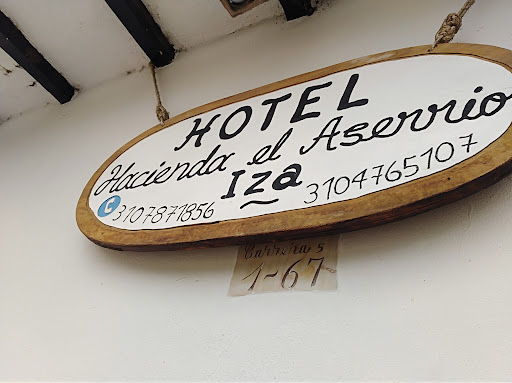 HOTEL
Hacienda el Aserrio
Iza
3107871856
3104765107
Carrera 5
1-67